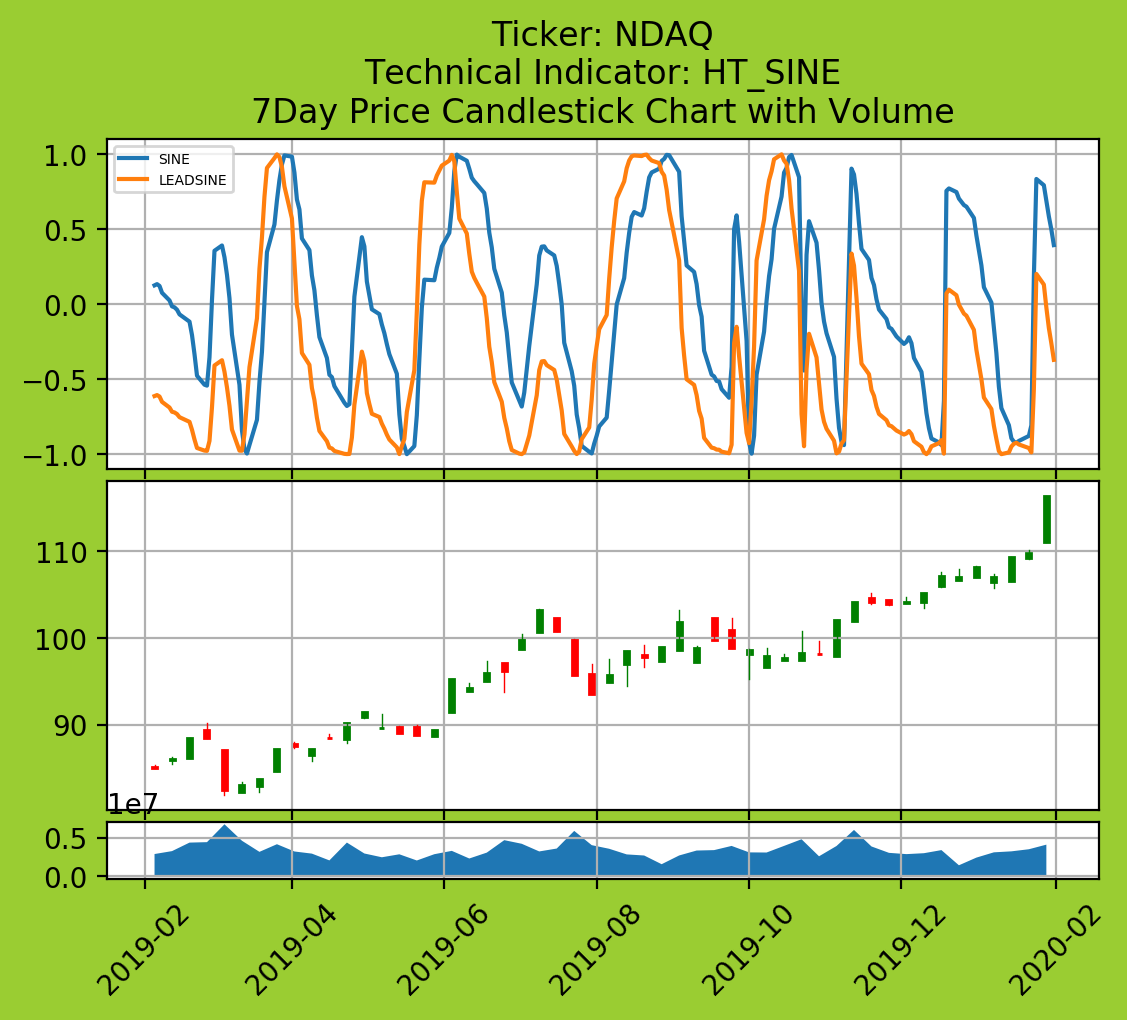 Ticker: NDAQ
Technical Indicator: HT_SINE
7Day Price Candlestick Chart with Volume
SINE
LEADSINE
1.0
0.5
0.0
−0.5
−1.0
110
100
90
1e7
0.5
0.0
2019-02
2019-04
2019-06
2019-08
2019-10
2019-12
2020-02